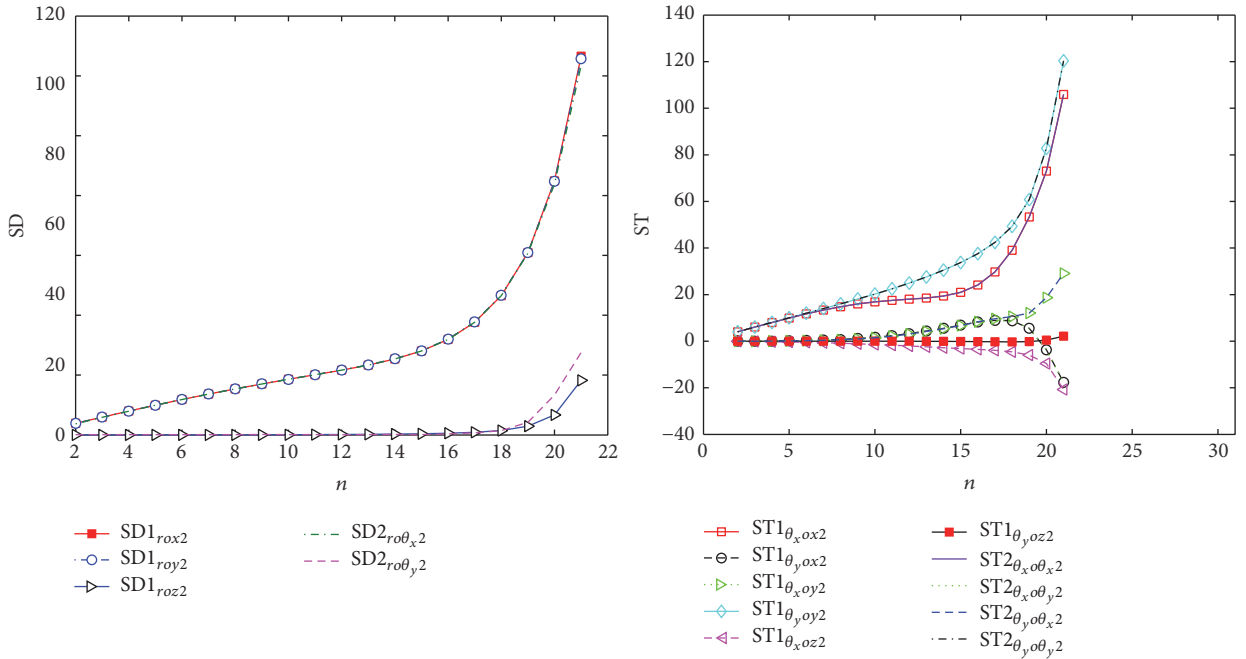 120
100
80
60
40
20
0
SD
2 4 6 8 10 12 14 16 18 20 22
n
SD1rox2
SD1roy2
SD1roz2
SD2roθx2
SD2roθy2
140
120
100
80
60
40
20
0
−20
−40
ST
0 5 10 15 20 25 30
n
ST1θxox2
ST1θyox2
ST1θxoy2
ST1θyoy2
ST1θxoz2
ST1θyoz2
ST2θxoθx2
ST2θxoθy2
ST2θyoθx2
ST2θyoθy2